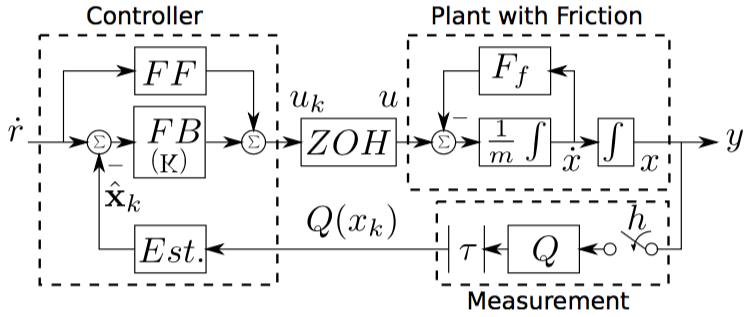 Controller
Plant with Friction
FF
F_f
ṙ
Σ
FB
(K)
Σ
u_k
u
ZOH
Σ
1/m ∫
ẋ
∫
x
y
−
−
x̂_k
Q(x_k)
h
Est.
τ
Q
Measurement